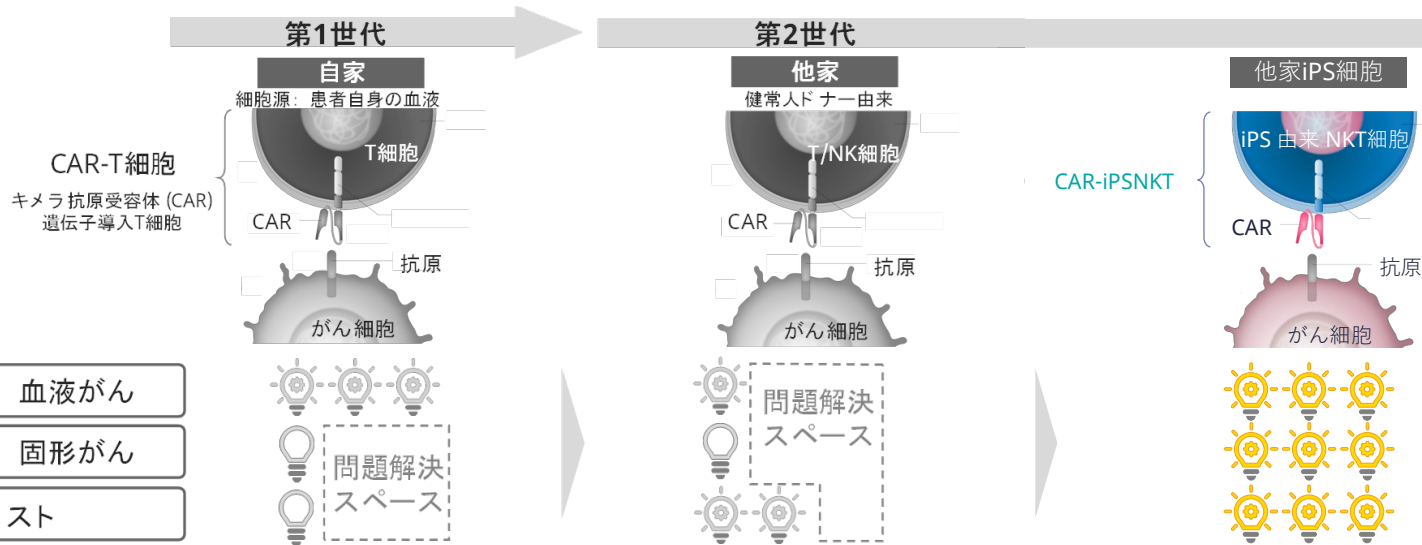 第1世代
第2世代
自家
細胞源: 患者自身の血液
他家
健常人ドナー由来
他家iPS細胞
CAR-T細胞
キメラ抗原受容体 (CAR)
遺伝子導入T細胞
T細胞
CAR
抗原
がん細胞
T/NK細胞
CAR
抗原
がん細胞
CAR-iPSNKT
iPS 由来 NKT細胞
CAR
抗原
がん細胞
血液がん
固形がん
スト
問題解決
スペース
問題解決
スペース